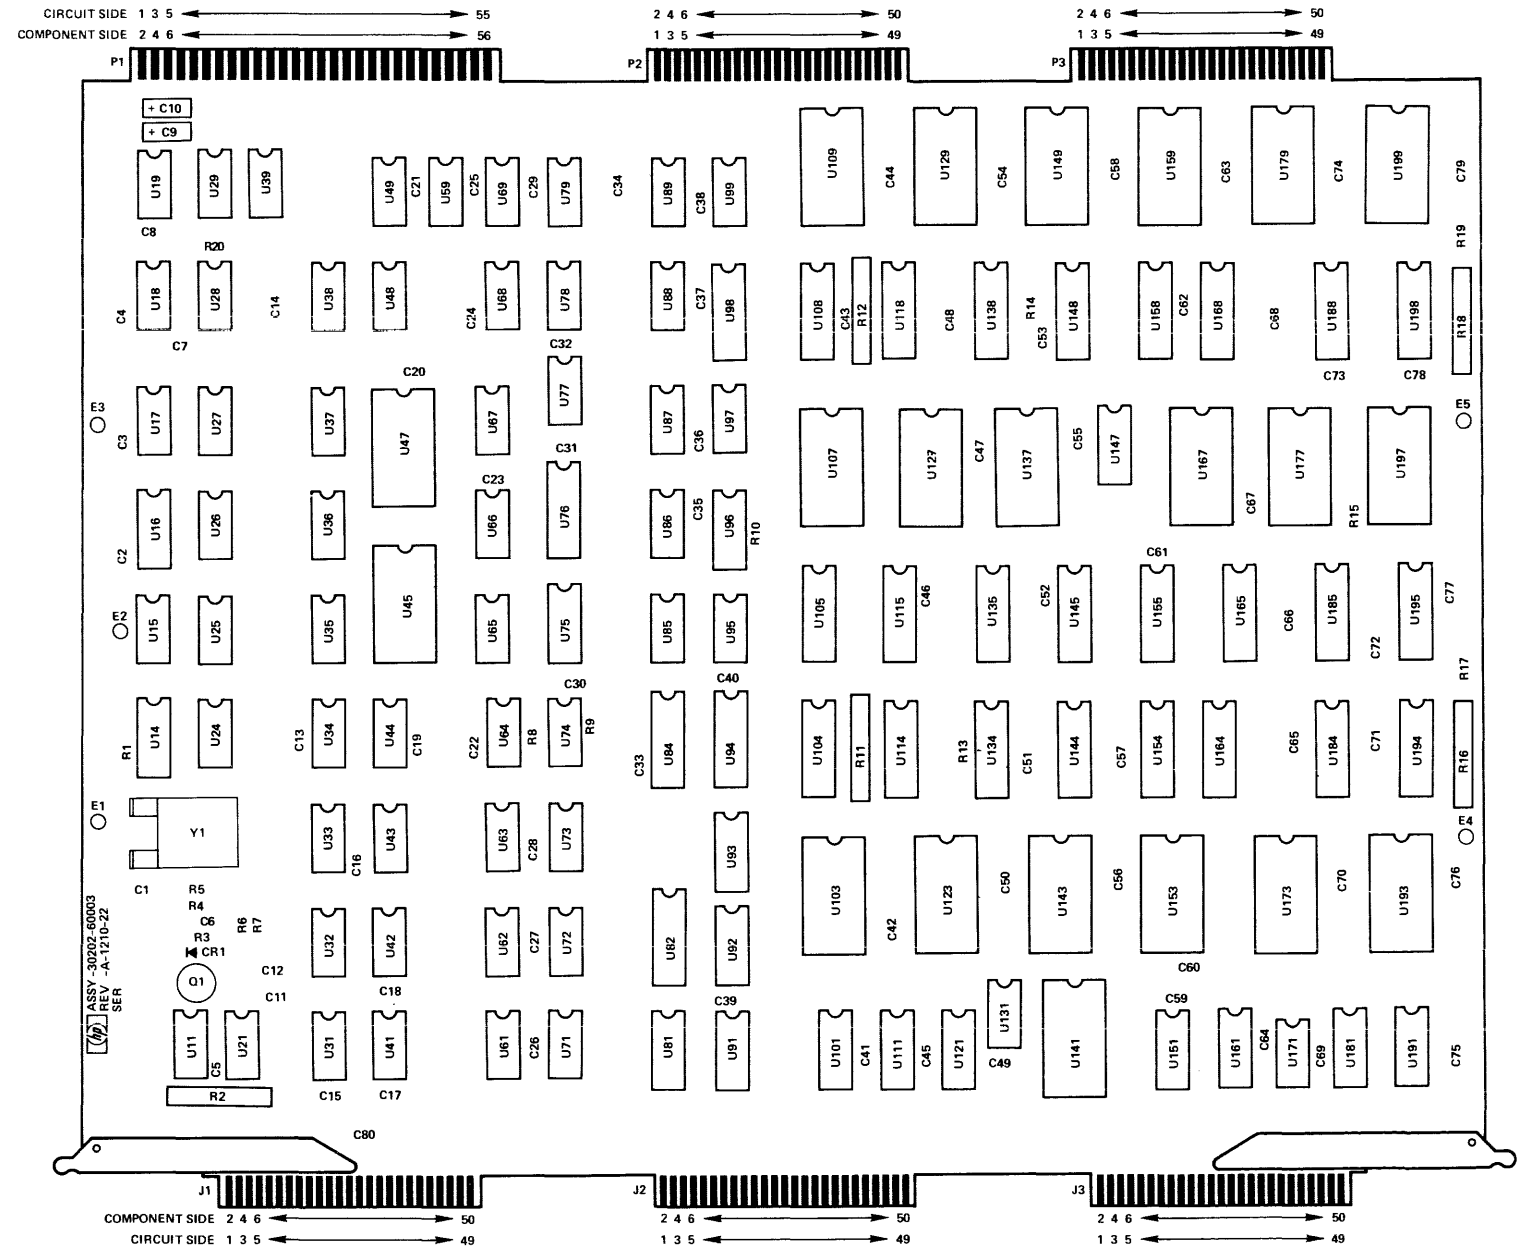 CIRCUIT SIDE 1 3 5 55 2 4 6 50 2 4 6 50
COMPONENT SIDE 2 4 6 56 1 3 5 49 1 3 5 49
P1 P2 P3
+ C10
+ C9
U19 U29 U39 U49 C21 U59 C25 U69 C29 U79 C34 U89 C38 U99 U109 C44 U129 C54 U149 C58 U159 C63 U179 C74 U199 C79
C8
R20 R19
C4 U18 U28 C14 U38 U48 C24 U68 U78 U88 C37 U98 U108 C43 R12 U118 C48 U138 R14 C53 U148 U158 C62 U168 C68 U188 U198 R18
C7 C32
C20 U77 C73 C78
E3 E5
C3 U17 U27 U37 U47 U67 U87 C36 U97 U107 U127 C47 U137 C55 U147 U167 U177 U197
C31
C23
C2 U16 U26 U36 U66 U76 U86 C35 U96 R10 C67 R15
C61
E2
U15 U25 U35 U45 U65 U75 U85 U95 U105 U115 C46 U135 C52 U145 U155 U165 C66 U185 C72 U195 C77
C30 C40 R17
R1 U14 U24 C13 U34 U44 C19 C22 U64 R8 U74 R9 C33 U84 U94 U104 R11 U114 R13 U134 C51 U144 C57 U154 U164 C65 U184 C71 U194 R16
E1 E4
Y1 U33 C16 U43 U63 C28 U73 U93
C1 R5
R4
C6 R6 R7
R3
CR1
U103 C42 U123 C50 U143 C56 U153 U173 C70 U193 C76
U32 U42 U62 C27 U72 U82 U92
ASSY -30202-60003
REV -A-1210-22
SER
hp
C12
Q1 C18 C60
C11 C39 C59
U11 C5 U21 U31 U41 U61 C26 U71 U81 U91 U101 C41 U111 C45 U121 U131 C49 U141 U151 U161 C64 U171 C69 U181 U191 C75
R2 C15 C17
C80
J1 J2 J3
COMPONENT SIDE 2 4 6 50 2 4 6 50 2 4 6 50
CIRCUIT SIDE 1 3 5 49 1 3 5 49 1 3 5 49